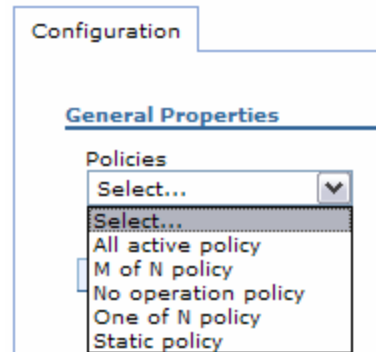 Configuration
General Properties
Policies
Select...
Select...
All active policy
M of N policy
No operation policy
One of N policy
Static policy